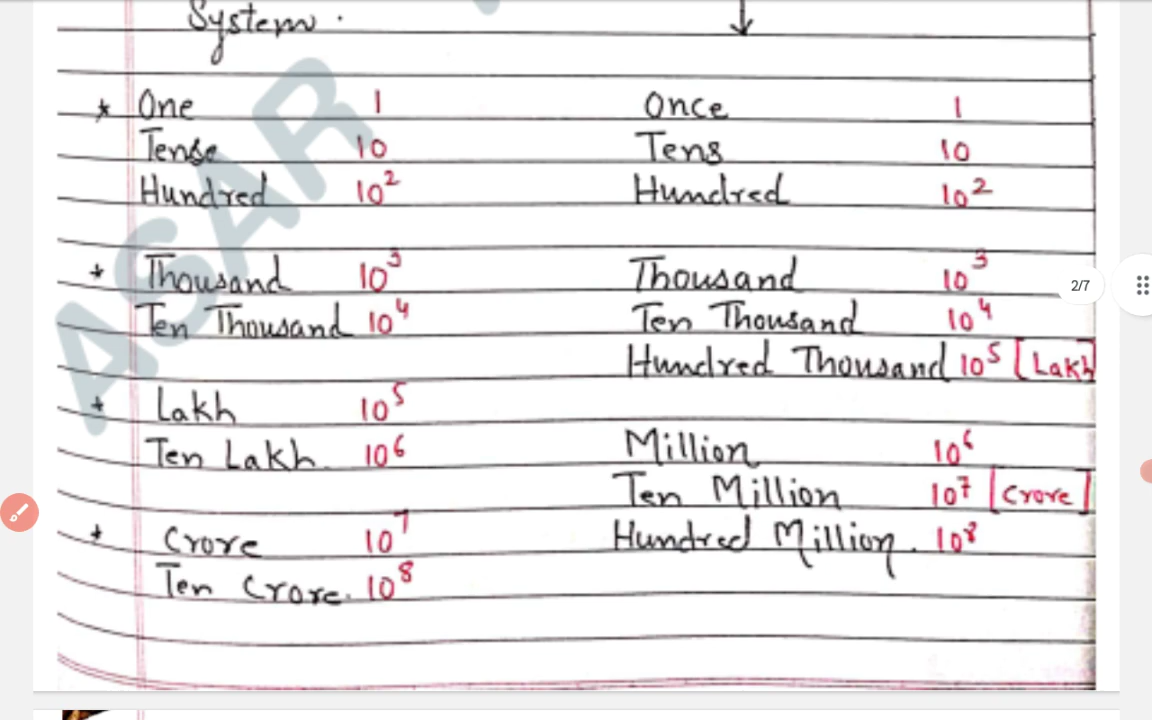 System.
* One 1 Once 1
Tense 10 Tens 10
Hundred 10² Hundred 10²
* Thousand 10³ Thousand 10³
2/7
Ten Thousand 10⁴ Ten Thousand 10⁴
Hundred Thousand 10⁵ [Lakh]
* Lakh 10⁵
Ten Lakh. 10⁶ Million 10⁶
Ten Million 10⁷ [Crore]
* Crore 10⁷ Hundred Million. 10⁸
Ten Crore. 10⁸
ASAR